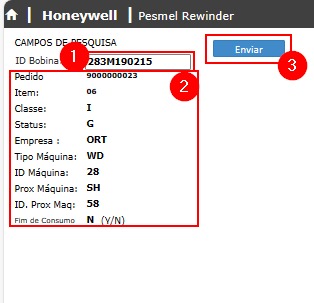 Honeywell | Pesmel Rewinder
CAMPOS DE PESQUISA
Enviar
ID Bobina 1 283M190215
3
Pedido 9000000023
2
Item: 06
Classe: I
Status: G
Empresa : ORT
Tipo Máquina: WD
ID Máquina: 28
Prox Máquina: SH
ID. Prox Maq: 58
Fim de Consumo N (Y/N)